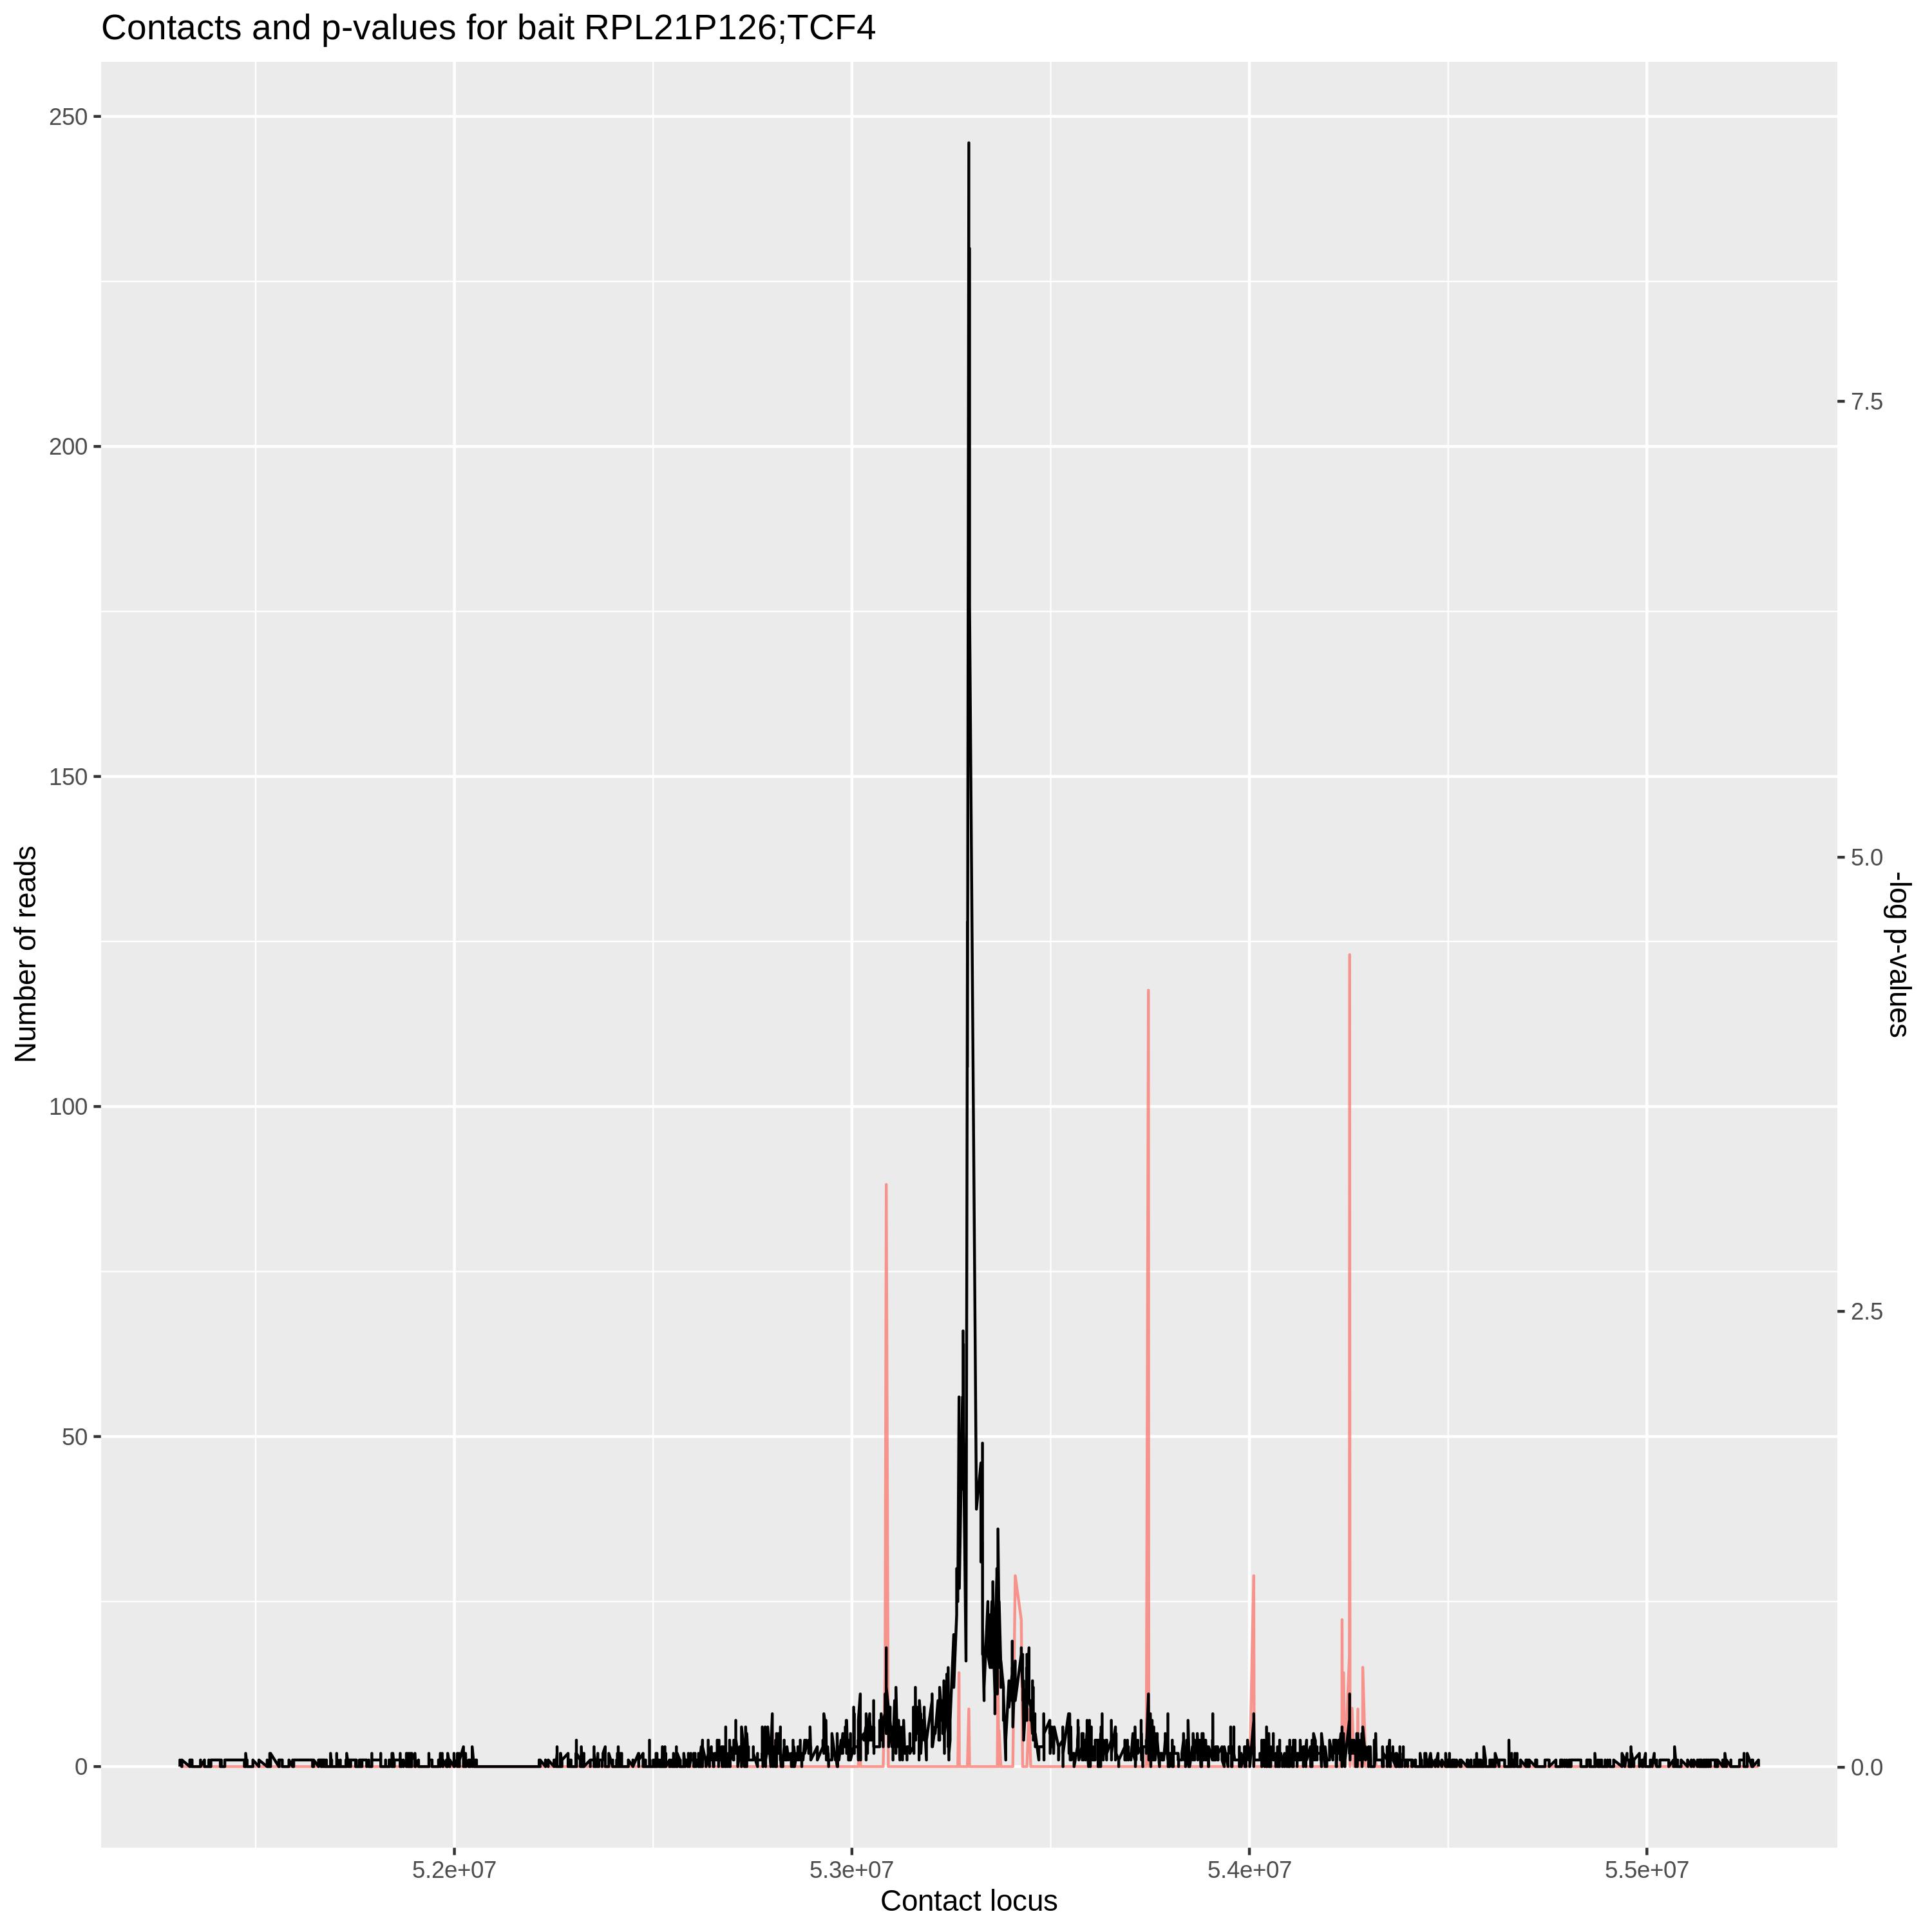 Contacts and p-values for bait RPL21P126;TCF4
250
200
150
100
50
0
Number of reads
7.5
5.0
2.5
0.0
-log p-values
5.2e+07
5.3e+07
5.4e+07
5.5e+07
Contact locus